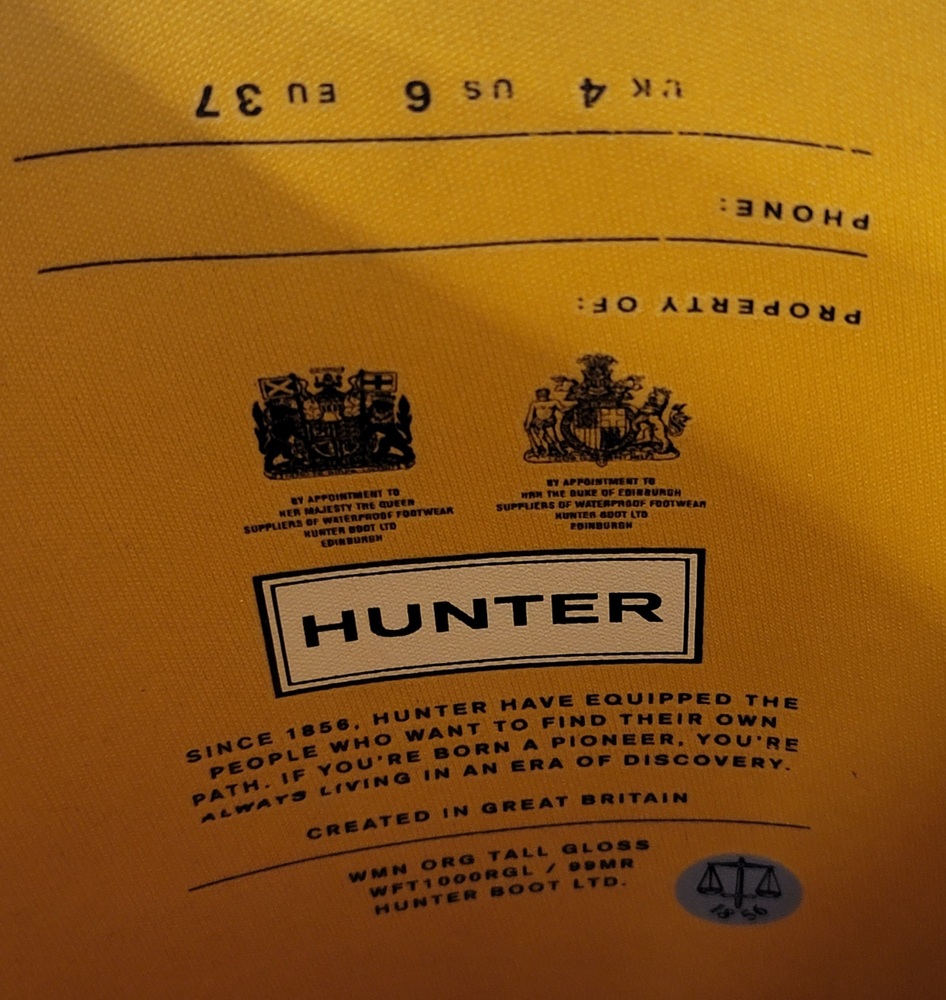 UK 4 US 6 EU 37
PHONE:
PROPERTY OF:
BY APPOINTMENT TO
HER MAJESTY THE QUEEN
SUPPLIERS OF WATERPROOF FOOTWEAR
HUNTER BOOT LTD
EDINBURGH
BY APPOINTMENT TO
HRH THE DUKE OF EDINBURGH
SUPPLIERS OF WATERPROOF FOOTWEAR
HUNTER BOOT LTD
EDINBURGH
HUNTER
SINCE 1856, HUNTER HAVE EQUIPPED THE
PEOPLE WHO WANT TO FIND THEIR OWN
PATH. IF YOU'RE BORN A PIONEER, YOU'RE
ALWAYS LIVING IN AN ERA OF DISCOVERY.
CREATED IN GREAT BRITAIN
WMN ORG TALL GLOSS
WFT1000RGL / 99MR
HUNTER BOOT LTD.
1856